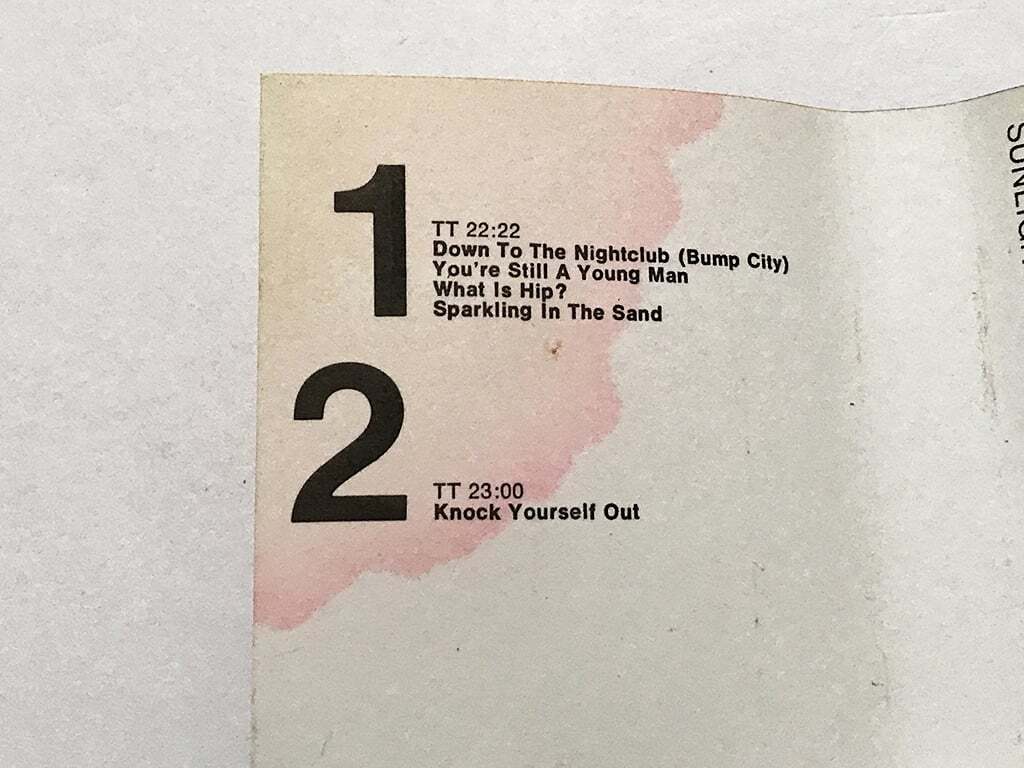 1
TT 22:22
Down To The Nightclub (Bump City)
You're Still A Young Man
What Is Hip?
Sparkling In The Sand
2
TT 23:00
Knock Yourself Out